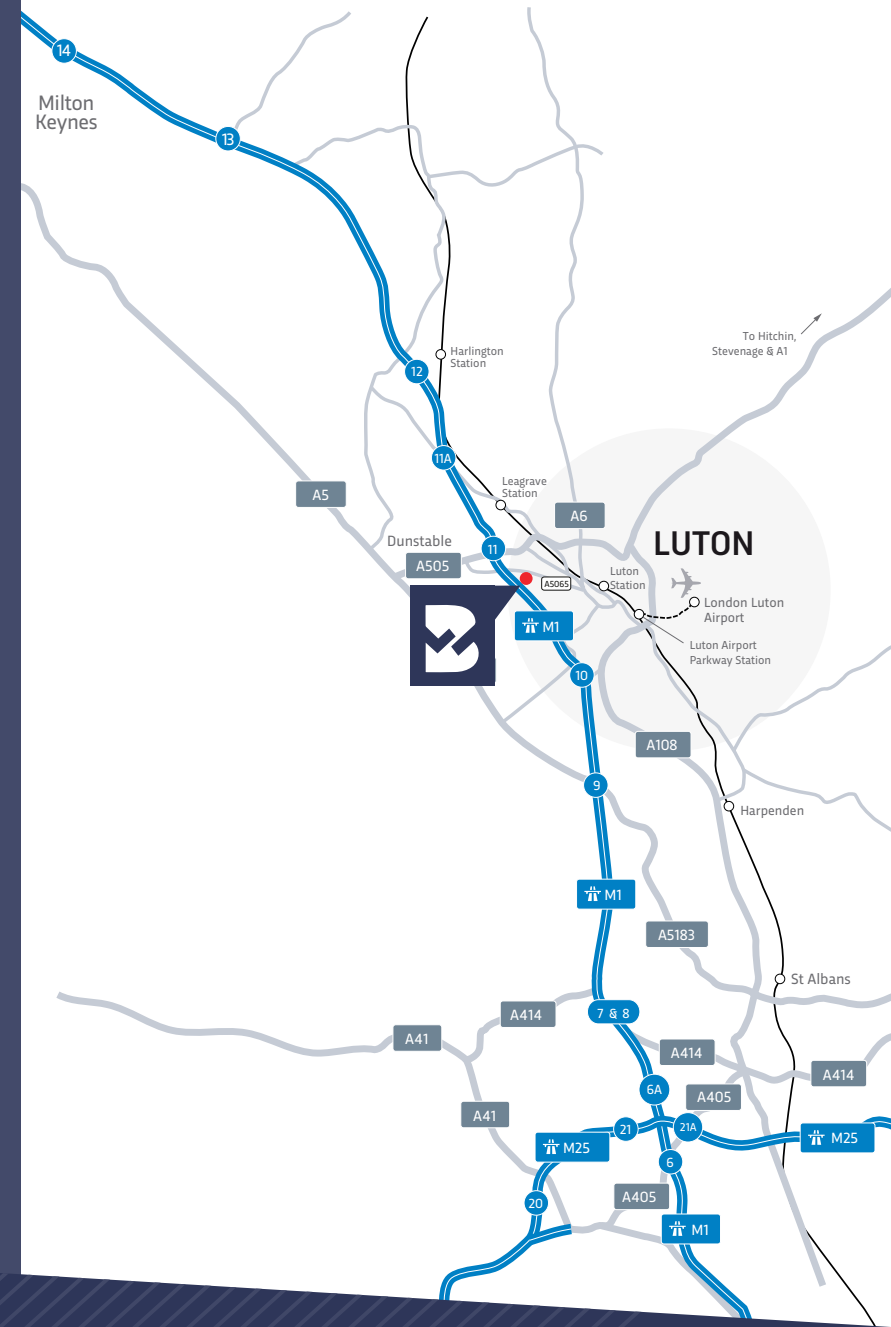 14
Milton
Keynes
13
To Hitchin,
Stevenage & A1
Harlington
Station
12
11A
Leagrave
Station
A5
A6
Dunstable
11
LUTON
A505
A5065
Luton
Station
London Luton
Airport
B
M1
Luton Airport
Parkway Station
10
A108
9
Harpenden
M1
A5183
St Albans
A414
7 & 8
A41
A414
A414
6A
A405
A41
21
21A
M25
M25
6
A405
20
M1